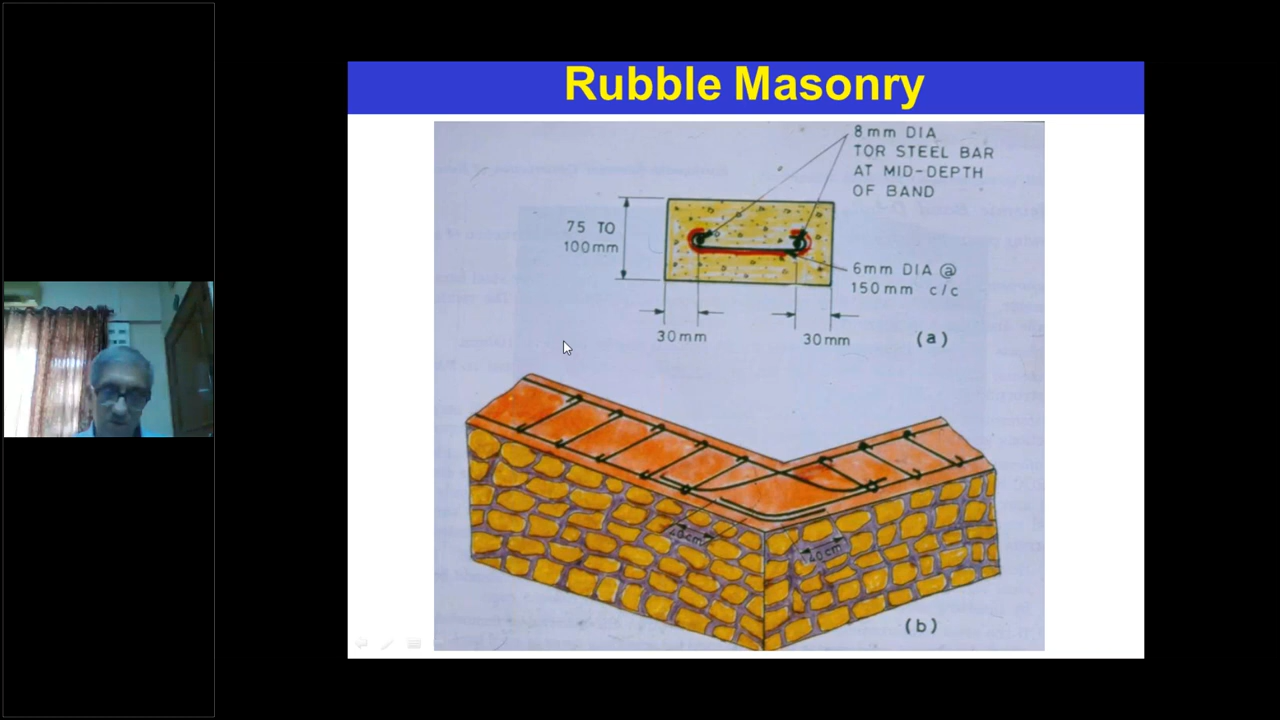 Rubble Masonry
8mm DIA
TOR STEEL BAR
AT MID-DEPTH
OF BAND
75 TO
100mm
6mm DIA @
150mm c/c
30mm
30mm
(a)
40cm
(b)